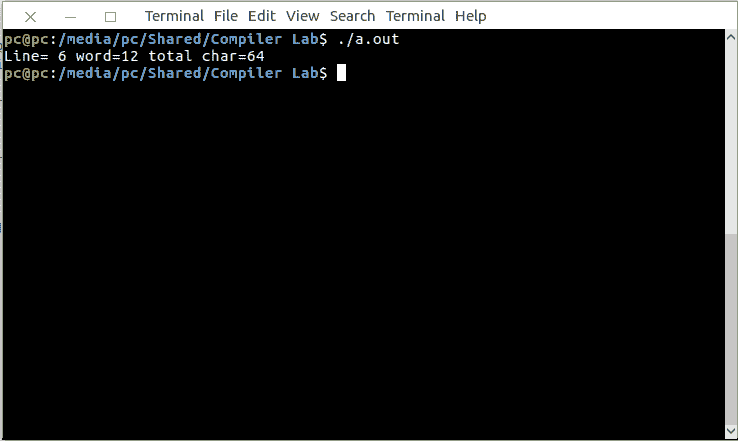 Terminal File Edit View Search Terminal Help
pc@pc:/media/pc/Shared/Compiler Lab$ ./a.out
Line= 6 word=12 total char=64
pc@pc:/media/pc/Shared/Compiler Lab$